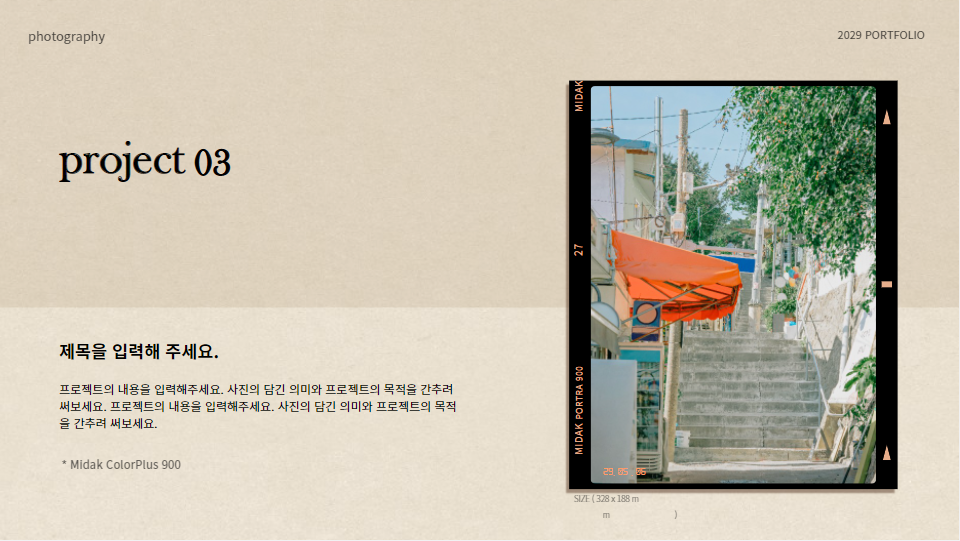 photography
2029 PORTFOLIO
project 03
제목을 입력해 주세요.
프로젝트의 내용을 입력해주세요. 사진의 담긴 의미와 프로젝트의 목적을 간추려
써보세요. 프로젝트의 내용을 입력해주세요. 사진의 담긴 의미와 프로젝트의 목적
을 간추려 써보세요.
* Midak ColorPlus 900
MIDAK
27
MIDAK PORTRA 900
29 05 06
SIZE ( 328 x 188 m
m )